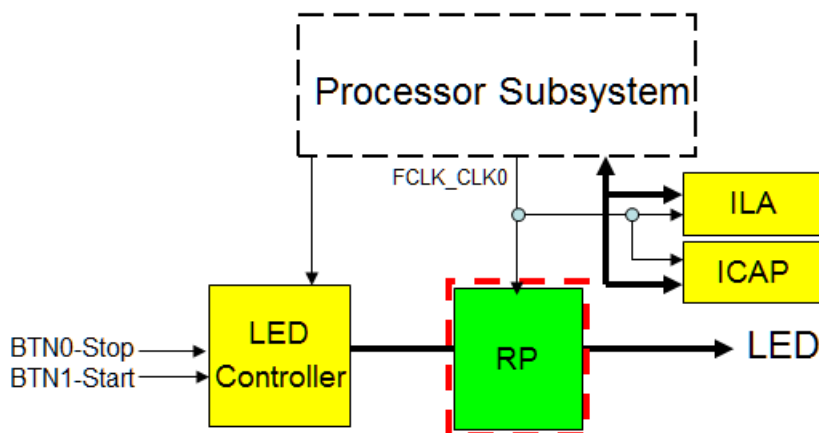 Processor Subsystem
FCLK_CLK0
ILA
ICAP
LED
Controller
BTN0-Stop
BTN1-Start
RP
LED